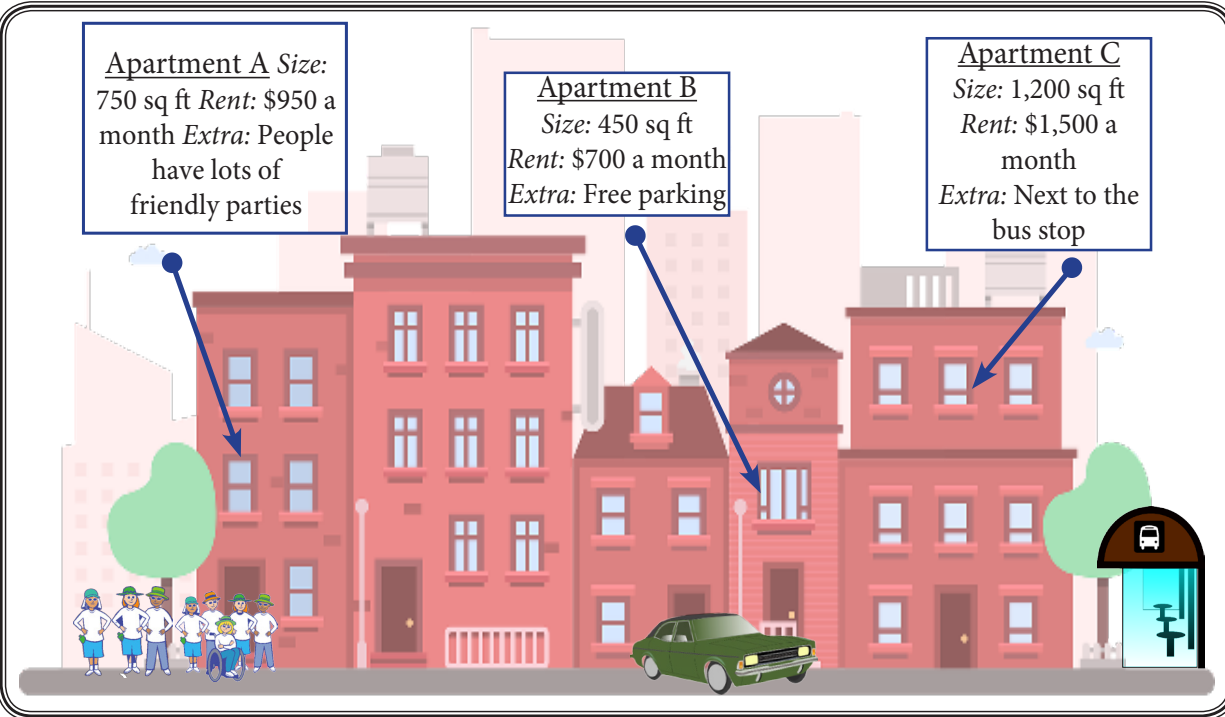 Apartment A Size:
750 sq ft Rent: $950 a
month Extra: People
have lots of
friendly parties
Apartment B
Size: 450 sq ft
Rent: $700 a month
Extra: Free parking
Apartment C
Size: 1,200 sq ft
Rent: $1,500 a
month
Extra: Next to the
bus stop